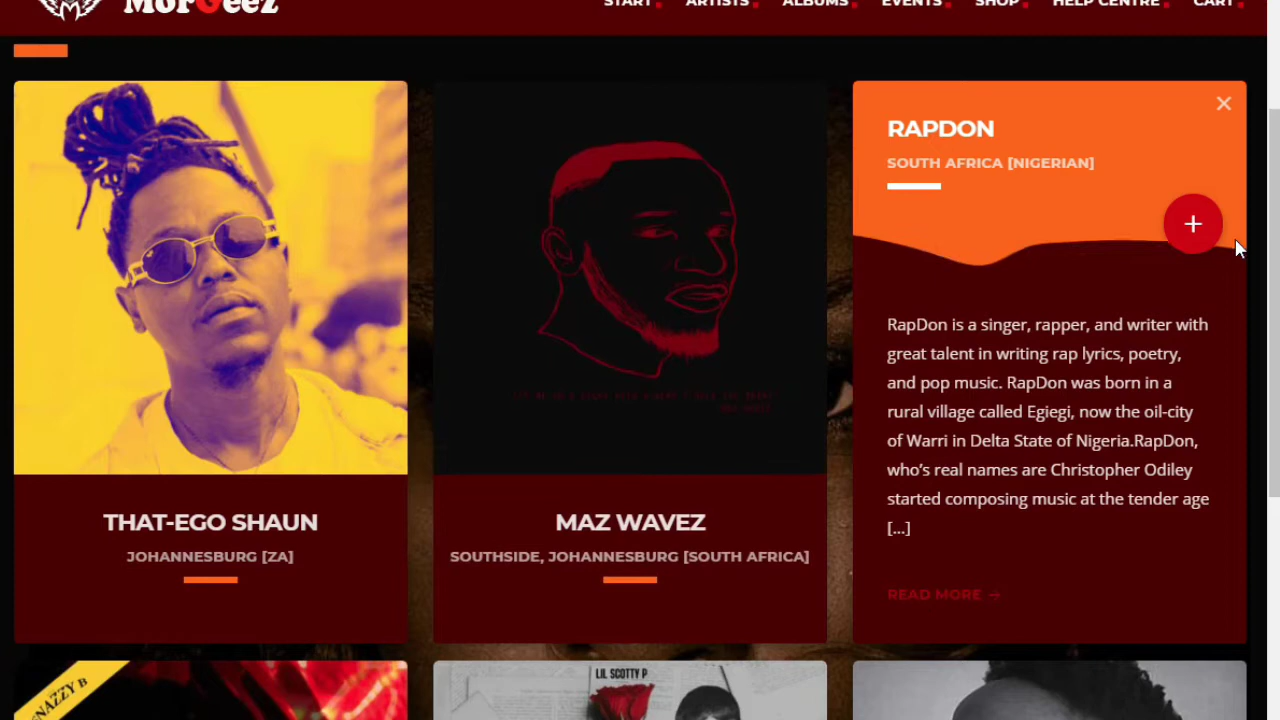 MorGeez
START. ARTISTS. ALBUMS. EVENTS. SHOP. HELP CENTRE. CART.
RAPDON
SOUTH AFRICA [NIGERIAN]
RapDon is a singer, rapper, and writer with
great talent in writing rap lyrics, poetry,
and pop music. RapDon was born in a
rural village called Egiegi, now the oil-city
of Warri in Delta State of Nigeria.RapDon,
who’s real names are Christopher Odiley
started composing music at the tender age
[...]
READ MORE →
THAT-EGO SHAUN
JOHANNESBURG [ZA]
MAZ WAVEZ
SOUTHSIDE, JOHANNESBURG [SOUTH AFRICA]
NAZZY B
LIL SCOTTY P